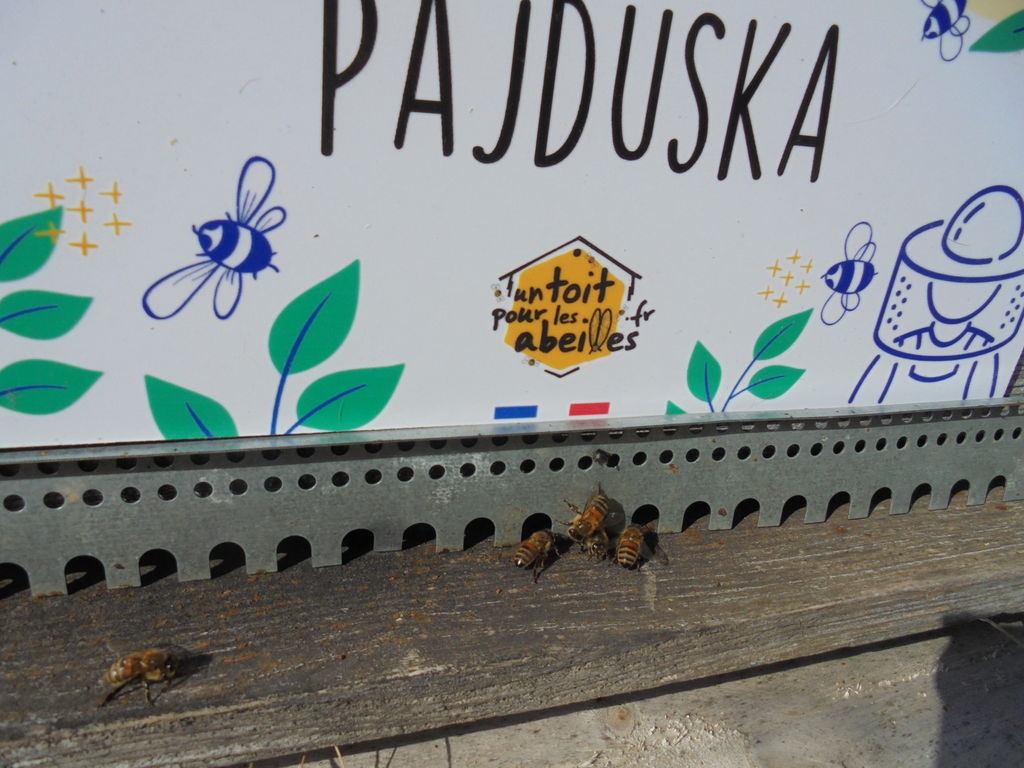 PAJDUSKA
un toit
pour les .fr
abeilles